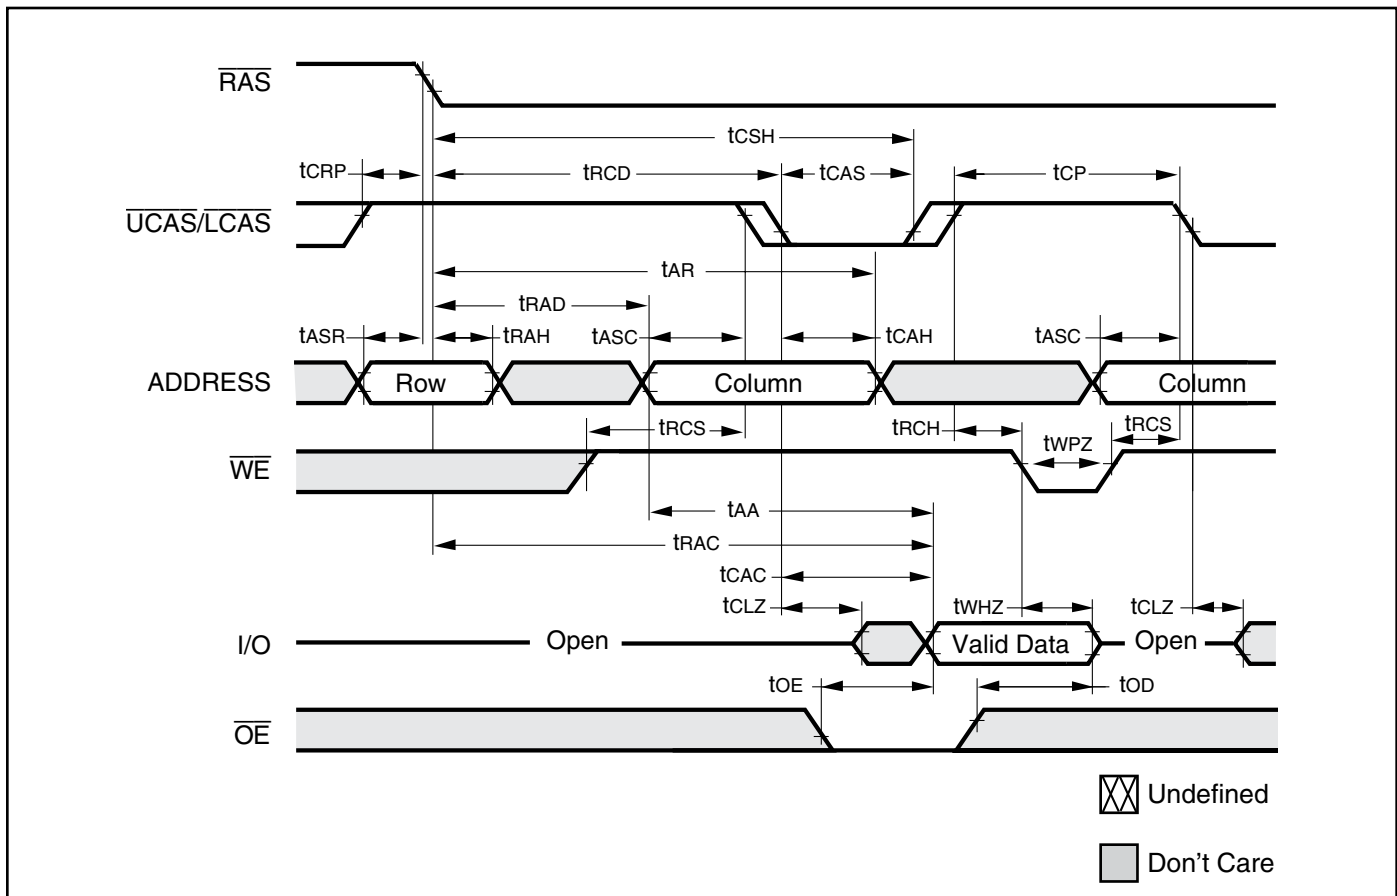 RAS
tCSH
tCRP
tRCD
tCAS
tCP
UCAS/LCAS
tAR
tRAD
tASR
tRAH
tASC
tCAH
tASC
ADDRESS
Row
Column
Column
tRCS
tRCH
tWPZ
tRCS
WE
tAA
tRAC
tCAC
tCLZ
tWHZ
tCLZ
I/O
Open
Valid Data
Open
tOE
tOD
OE
Undefined
Don't Care